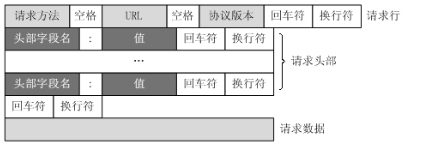 请求方法 空格 URL 空格 协议版本 回车符 换行符 请求行
头部字段名 : 值 回车符 换行符
...
请求头部
头部字段名 : 值 回车符 换行符
回车符 换行符
请求数据